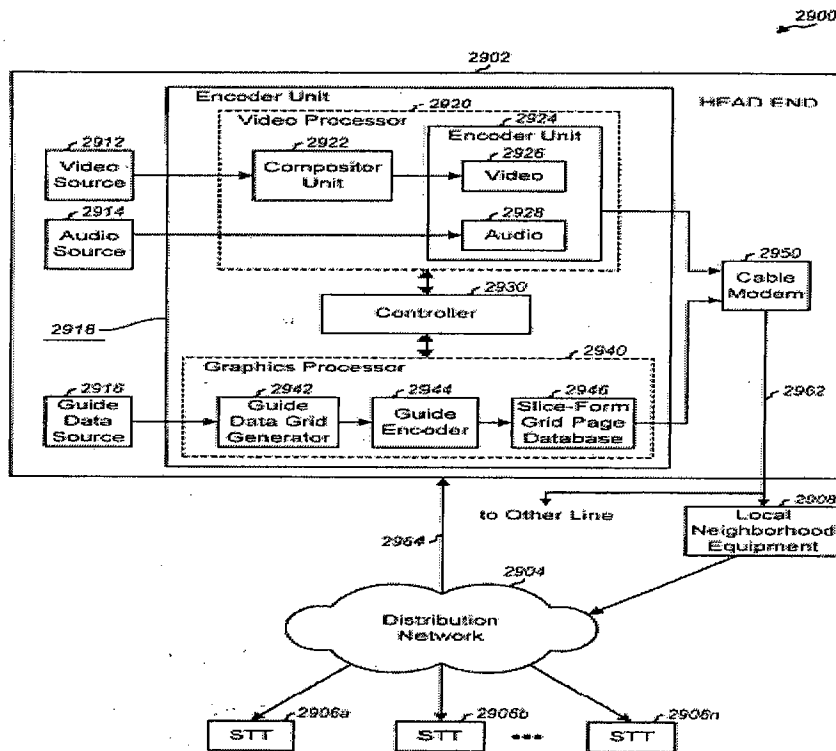 2900
2902
Encoder Unit
HEAD END
2920
Video Processor
2924
Encoder Unit
2912
Video
Source
2922
Compositor
Unit
2926
Video
2914
Audio
Source
2928
Audio
2950
Cable
Modem
2930
Controller
2918
2940
Graphics Processor
2962
2916
Guide
Data
Source
2942
Guide
Data Grid
Generator
2944
Guide
Encoder
2946
Slice-Form
Grid Page
Database
to Other Line
2908
Local
Neighborhood
Equipment
2964
2904
Distribution
Network
2906a
STT
2906b
STT
•••
2906n
STT